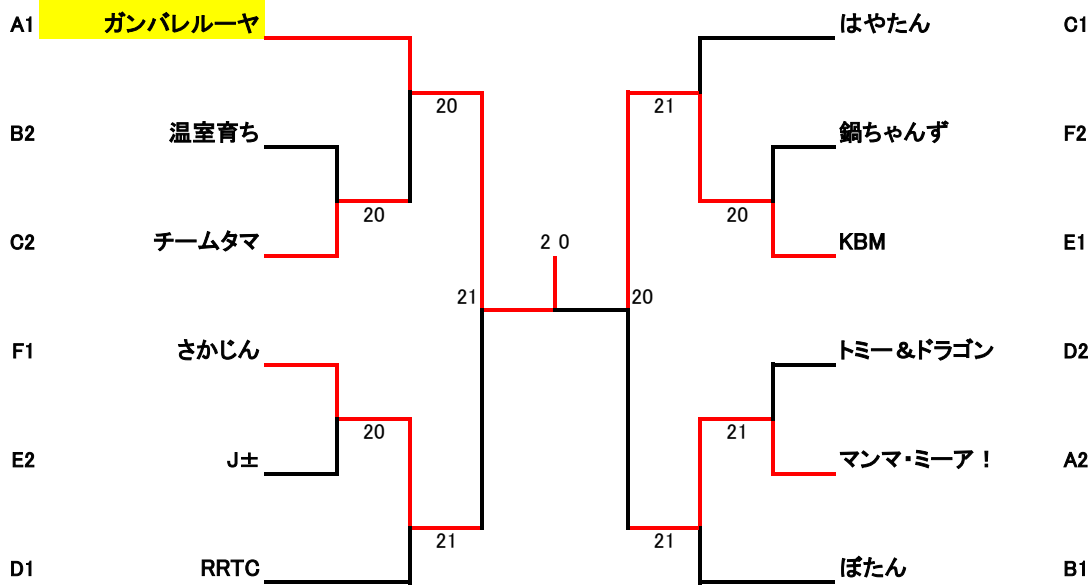 A1 ガンバレルーヤ はやたん C1
20 21
B2 温室育ち 鍋ちゃんず F2
20 20
C2 チームタマ 2 0 KBM E1
21 20
F1 さかじん トミー&ドラゴン D2
20 21
E2 J± マンマ・ミーア! A2
21 21
D1 RRTC ぼたん B1